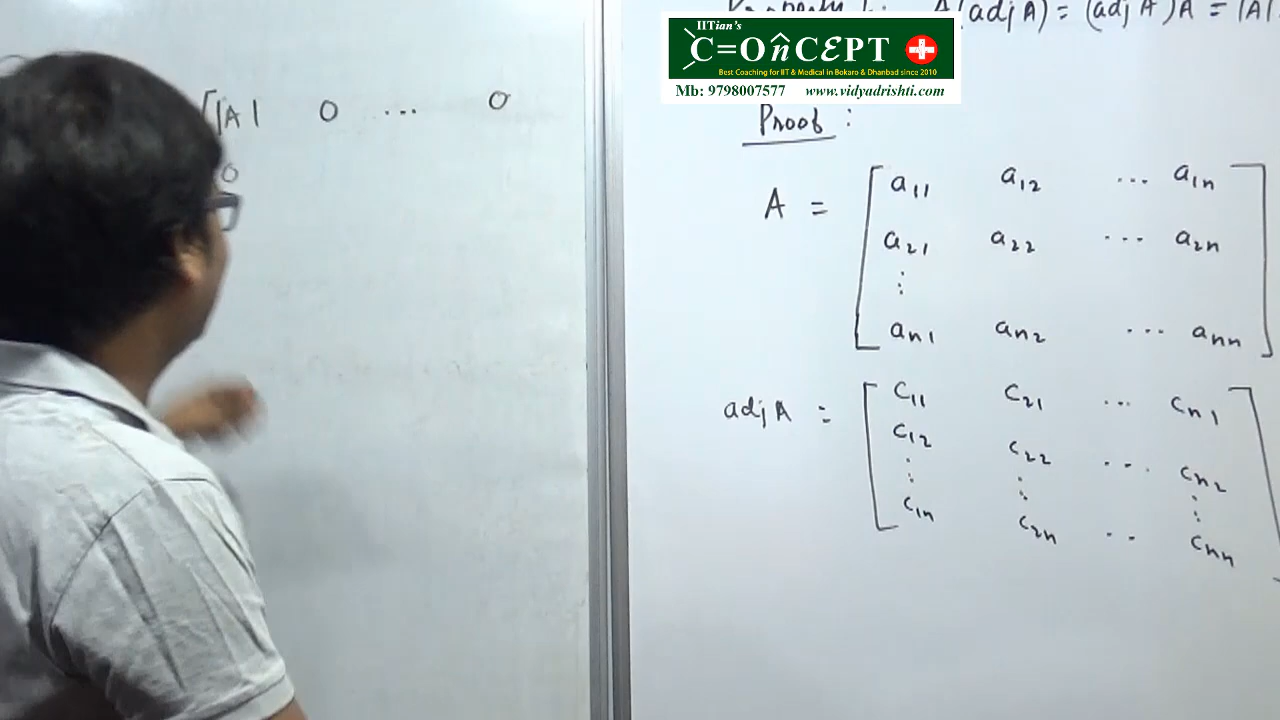 Property 1: A(adj A) = (adj A)A = |A|.
IITian's
C=OnCEPT
Best Coaching for IIT & Medical in Bokaro & Dhanbad since 2010
Mb: 9798007577 www.vidyadrishti.com
|A| 0 ... 0
0
Proof :
A = [ a11 a12 ... a1n ]
a21 a22 ... a2n
⋮
an1 an2 ... ann
adj A = [ c11 c21 ... cn1 ]
c12 c22 ... cn2
⋮ ⋮ ⋮
c1n c2n .. cnn